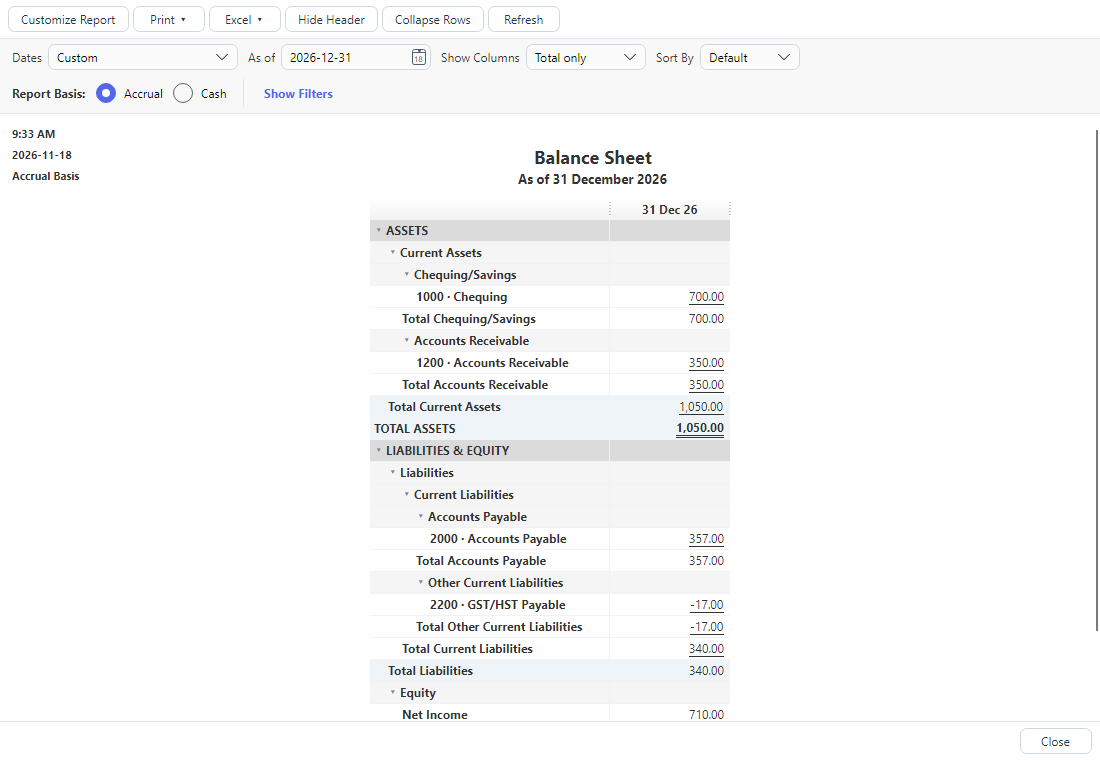 Customize Report Print Excel Hide Header Collapse Rows Refresh
Dates Custom As of 2026-12-31 18 Show Columns Total only Sort By Default
Report Basis: Accrual Cash Show Filters
9:33 AM
2026-11-18
Accrual Basis
Balance Sheet
As of 31 December 2026
31 Dec 26
ASSETS
Current Assets
Chequing/Savings
1000 · Chequing 700.00
Total Chequing/Savings 700.00
Accounts Receivable
1200 · Accounts Receivable 350.00
Total Accounts Receivable 350.00
Total Current Assets 1,050.00
TOTAL ASSETS 1,050.00
LIABILITIES & EQUITY
Liabilities
Current Liabilities
Accounts Payable
2000 · Accounts Payable 357.00
Total Accounts Payable 357.00
Other Current Liabilities
2200 · GST/HST Payable -17.00
Total Other Current Liabilities -17.00
Total Current Liabilities 340.00
Total Liabilities 340.00
Equity
Net Income 710.00
Close